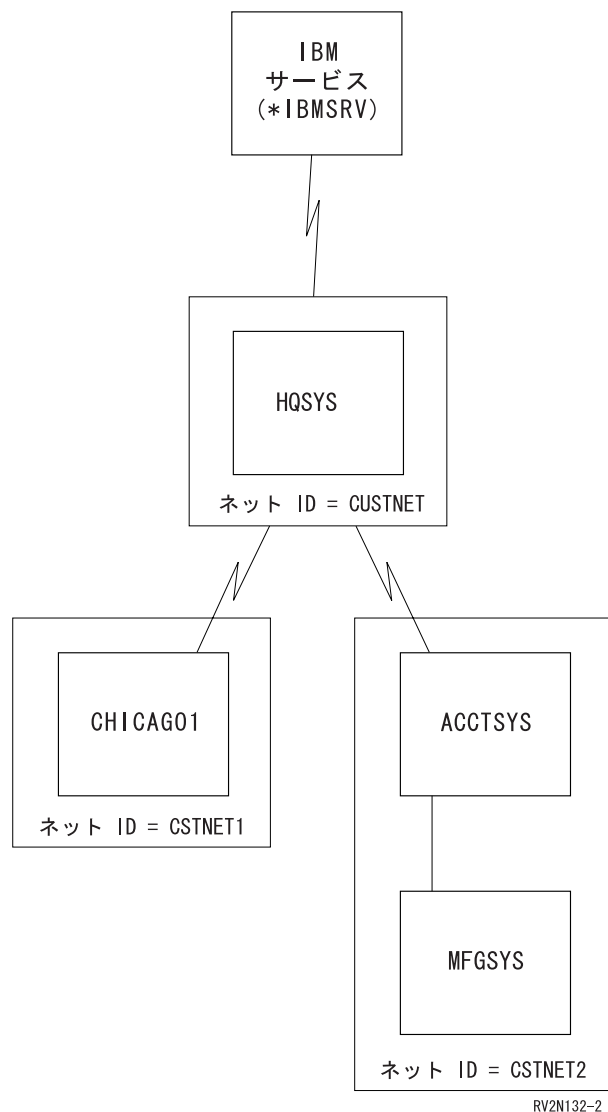 IBM
サービス
(*IBMSRV)
HQSYS
ネット ID = CUSTNET
CHICAGO1
ネット ID = CSTNET1
ACCTSYS
MFGSYS
ネット ID = CSTNET2
RV2N132-2